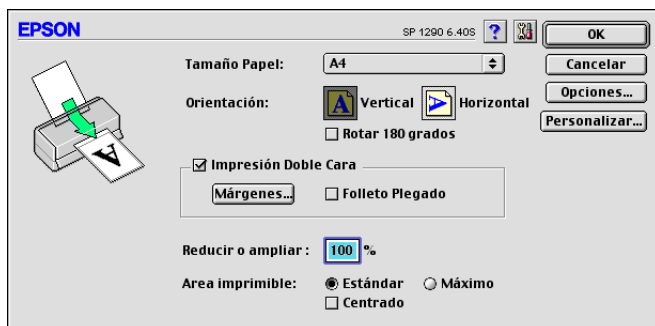 EPSON
SP 1290 6.40S ?
OK
Tamaño Papel: A4
Cancelar
Orientación: A Vertical A Horizontal
Opciones...
Rotar 180 grados
Personalizar...
Impresión Doble Cara
Márgenes... Folleto Plegado
Reducir o ampliar : 100 %
Area imprimible: Estándar Máximo
Centrado
A